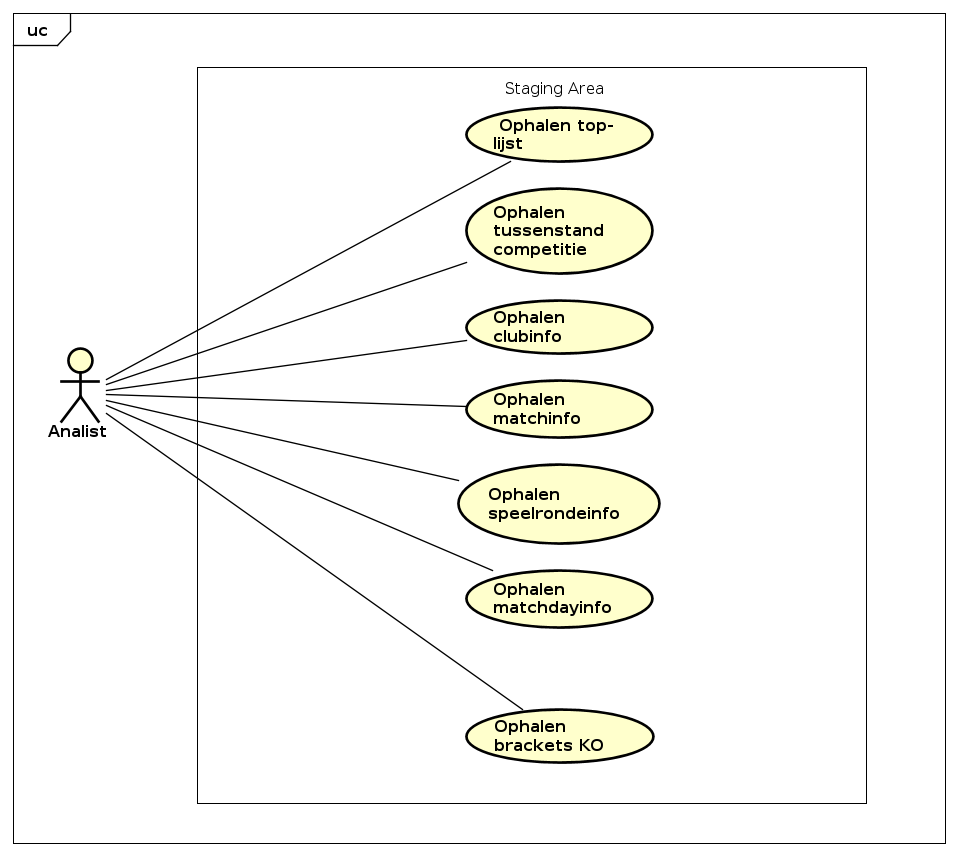 uc
Staging Area
Ophalen top-
lijst
Ophalen
tussenstand
competitie
Ophalen
clubinfo
Ophalen
matchinfo
Analist
Ophalen
speelrondeinfo
Ophalen
matchdayinfo
Ophalen
brackets KO